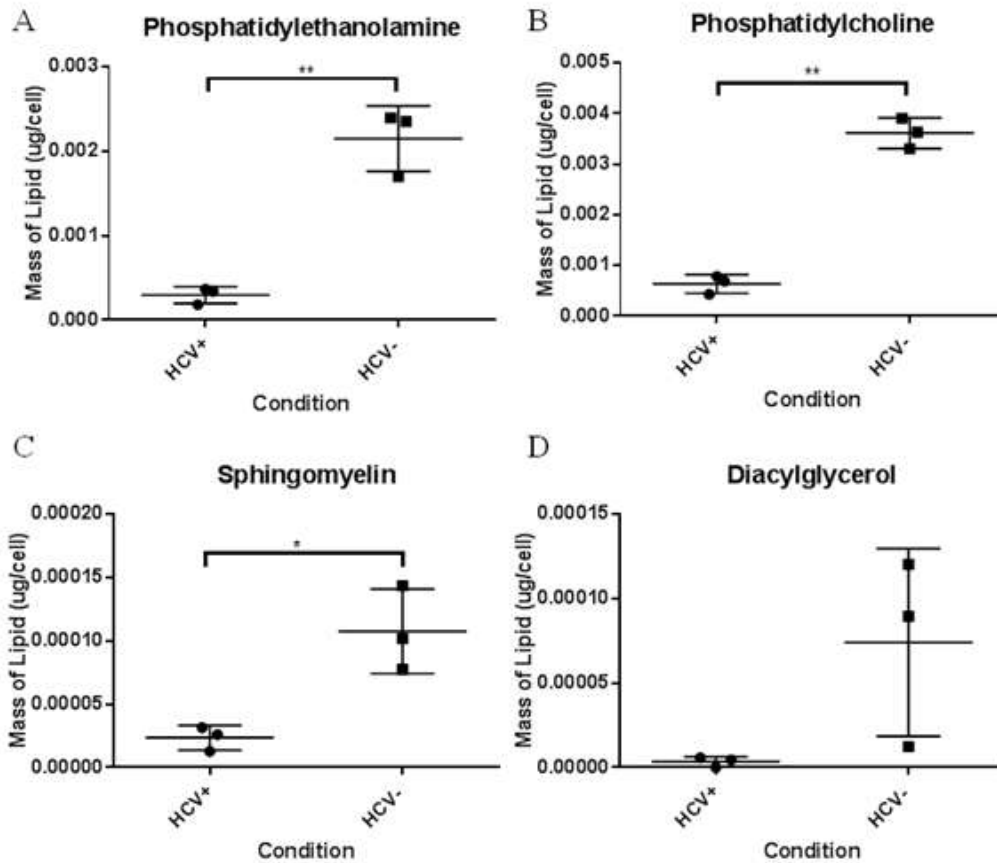 A
Phosphatidylethanolamine
Mass of Lipid (ug/cell)
0.003
0.002
0.001
0.000
**
HCV+
HCV-
Condition
B
Phosphatidylcholine
Mass of Lipid (ug/cell)
0.005
0.004
0.003
0.002
0.001
0.000
**
HCV+
HCV-
Condition
C
Sphingomyelin
Mass of Lipid (ug/cell)
0.00020
0.00015
0.00010
0.00005
0.00000
*
HCV+
HCV-
Condition
D
Diacylglycerol
Mass of Lipid (ug/cell)
0.00015
0.00010
0.00005
0.00000
HCV+
HCV-
Condition